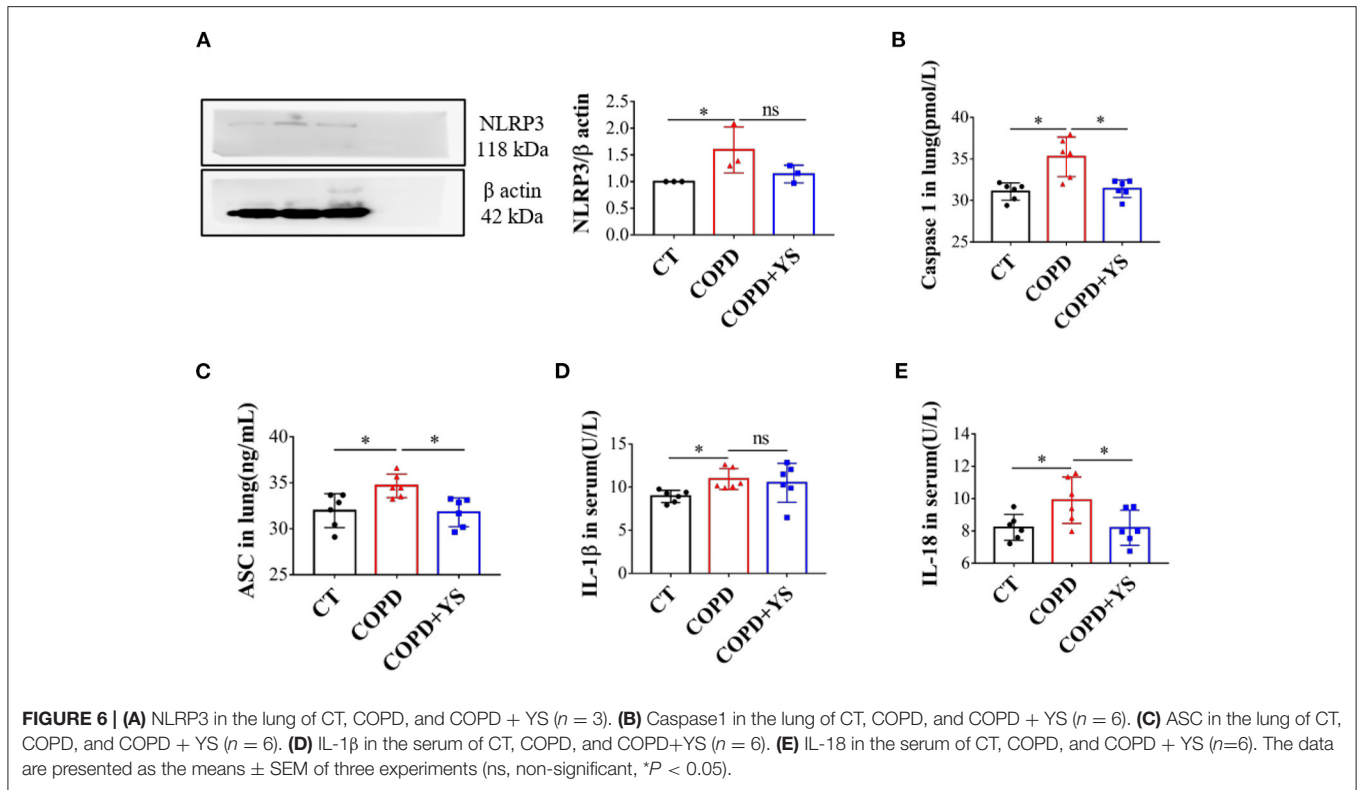 A
NLRP3
118 kDa
β actin
42 kDa
NLRP3/β actin
2.5
2.0
1.5
1.0
0.5
0.0
*
ns
CT
COPD
COPD+YS
B
Caspase 1 in lung(pmol/L)
40
35
30
25
*
*
CT
COPD
COPD+YS
C
ASC in lung(ng/mL)
40
35
30
25
*
*
CT
COPD
COPD+YS
D
IL-1β in serum(U/L)
15
10
5
0
*
ns
CT
COPD
COPD+YS
E
IL-18 in serum(U/L)
14
12
10
8
6
*
*
CT
COPD
COPD+YS
FIGURE 6 | (A) NLRP3 in the lung of CT, COPD, and COPD + YS (n = 3). (B) Caspase1 in the lung of CT, COPD, and COPD + YS (n = 6). (C) ASC in the lung of CT,
COPD, and COPD + YS (n = 6). (D) IL-1β in the serum of CT, COPD, and COPD+YS (n = 6). (E) IL-18 in the serum of CT, COPD, and COPD + YS (n=6). The data
are presented as the means ± SEM of three experiments (ns, non-significant, *P < 0.05).